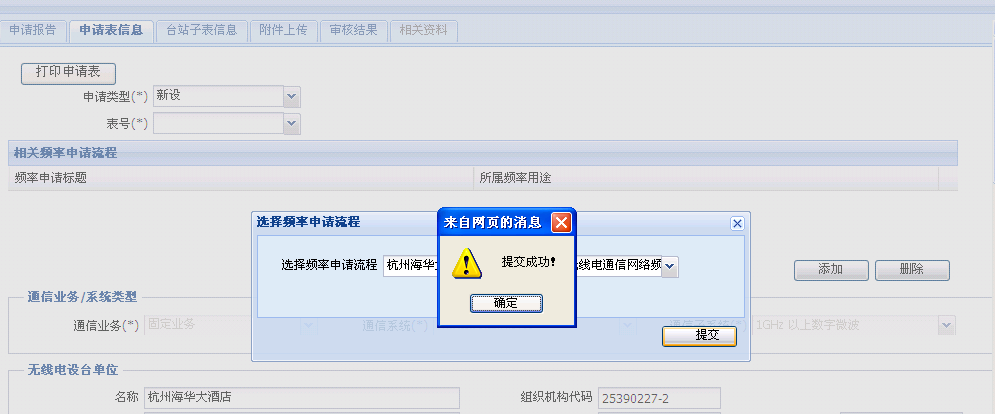 申请报告 申请表信息 台站子表信息 附件上传 审核结果 相关资料
打印申请表
申请类型(*) 新设
表号(*)
相关频率申请流程
频率申请标题 所属频率用途
选择频率申请流程
来自网页的消息
选择频率申请流程 杭州海华大 线电通信网络频
提交成功!
确定
添加 删除
提交
通信业务/系统类型
通信业务(*) 固定业务 通信系统(*) 通信子系统(*) 1GHz 以上数字微波
无线电设台单位
名称 杭州海华大酒店 组织机构代码 25390227-2